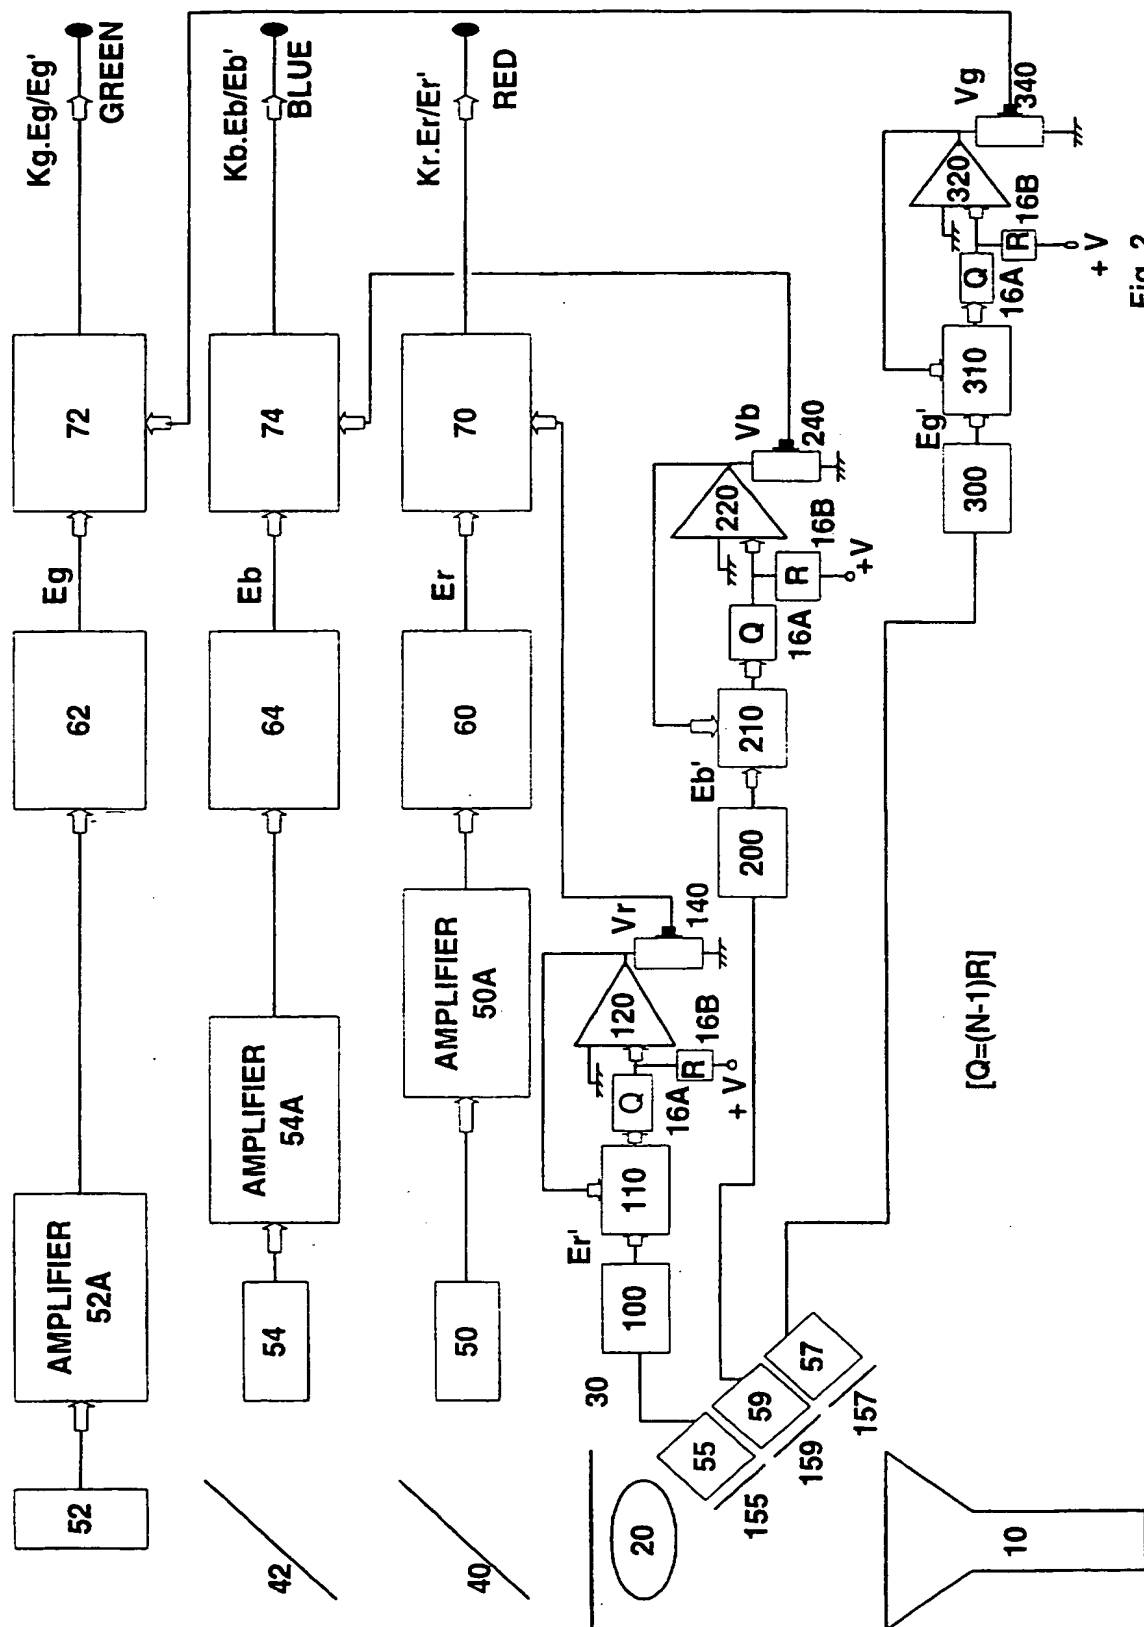 52
AMPLIFIER
52A
62
Eg
72
Kg.Eg/Eg'
GREEN
42
54
AMPLIFIER
54A
64
Eb
74
Kb.Eb/Eb'
BLUE
40
50
AMPLIFIER
50A
60
Er
70
Kr.Er/Er'
RED
20
30
100
Er'
110
Q
16A
R
16B
+ V
120
Vr
140
55
155
59
159
57
157
200
Eb'
210
Q
16A
R
16B
+V
220
Vb
240
10
[Q=(N-1)R]
300
Eg'
310
Q
16A
R
16B
+ V
320
Vg
340
Fig. 2